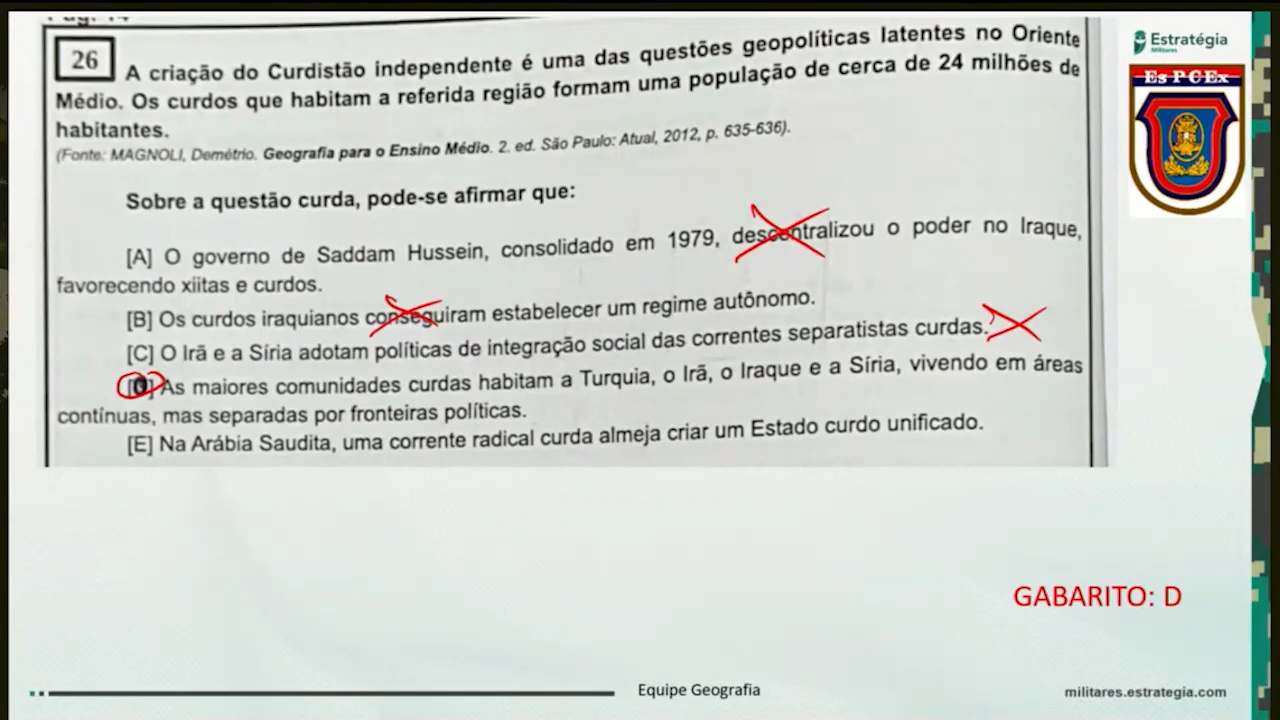 26
A criação do Curdistão independente é uma das questões geopolíticas latentes no Oriente
Médio. Os curdos que habitam a referida região formam uma população de cerca de 24 milhões de
habitantes.
(Fonte: MAGNOLI, Demétrio. Geografia para o Ensino Médio. 2. ed. São Paulo: Atual, 2012, p. 635-636).
Sobre a questão curda, pode-se afirmar que:
[A] O governo de Saddam Hussein, consolidado em 1979, descentralizou o poder no Iraque,
favorecendo xiitas e curdos.
[B] Os curdos iraquianos conseguiram estabelecer um regime autônomo.
[C] O Irã e a Síria adotam políticas de integração social das correntes separatistas curdas.
As maiores comunidades curdas habitam a Turquia, o Irã, o Iraque e a Síria, vivendo em áreas
contínuas, mas separadas por fronteiras políticas.
[E] Na Arábia Saudita, uma corrente radical curda almeja criar um Estado curdo unificado.
Estratégia
Militares
EsPCEx
GABARITO: D
Equipe Geografia
militares.estrategia.com